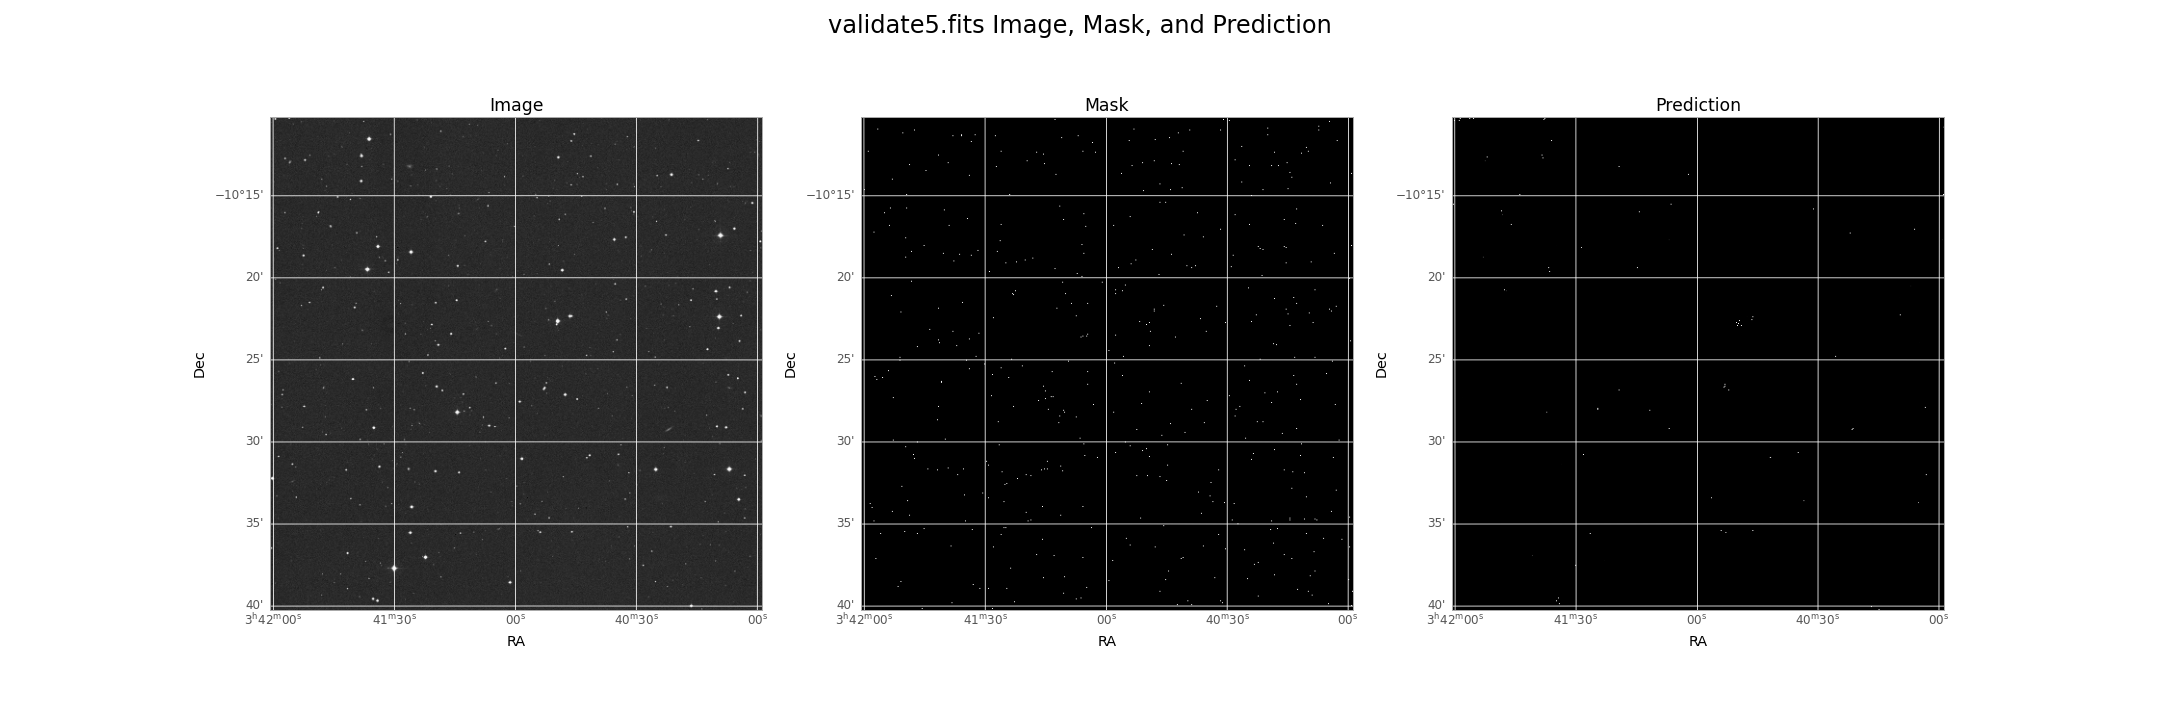 validate5.fits Image, Mask, and Prediction
Image
Mask
Prediction
−10°15'
20'
25'
30'
35'
40'
Dec
3ʰ42ᵐ00ˢ
41ᵐ30ˢ
00ˢ
40ᵐ30ˢ
00ˢ
RA
−10°15'
20'
25'
30'
35'
40'
Dec
3ʰ42ᵐ00ˢ
41ᵐ30ˢ
00ˢ
40ᵐ30ˢ
00ˢ
RA
−10°15'
20'
25'
30'
35'
40'
Dec
3ʰ42ᵐ00ˢ
41ᵐ30ˢ
00ˢ
40ᵐ30ˢ
00ˢ
RA